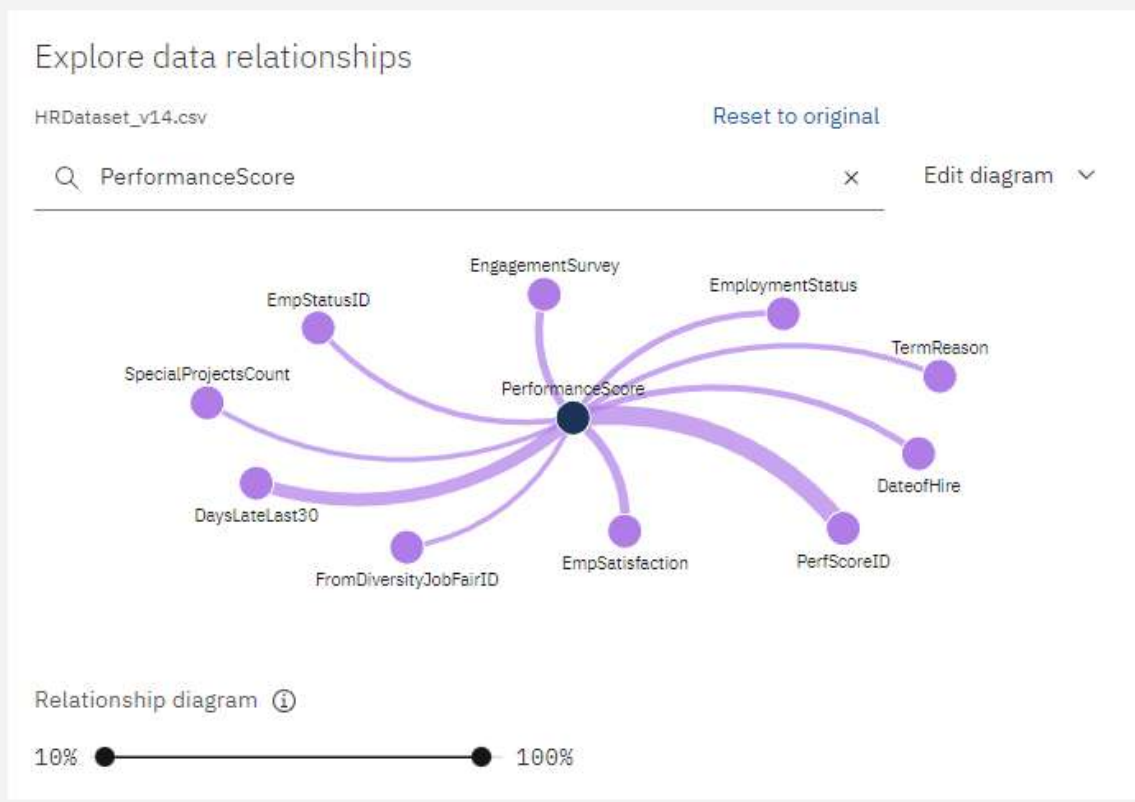 Explore data relationships
HRDataset_v14.csv
Reset to original
PerformanceScore
Edit diagram
EngagementSurvey
EmploymentStatus
EmpStatusID
TermReason
SpecialProjectsCount
PerformanceScore
DateofHire
DaysLateLast30
PerfScoreID
EmpSatisfaction
FromDiversityJobFairID
Relationship diagram
10%
100%